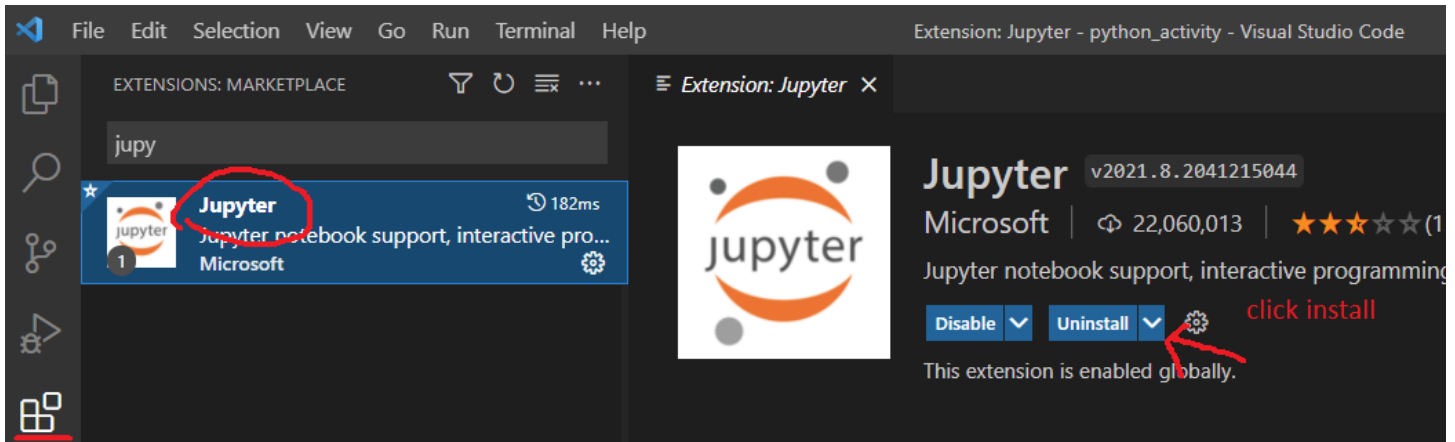 File Edit Selection View Go Run Terminal Help Extension: Jupyter - python_activity - Visual Studio Code
EXTENSIONS: MARKETPLACE
Extension: Jupyter
jupy
Jupyter 182ms
jupyter
Jupyter notebook support, interactive pro...
1
Microsoft
jupyter
Jupyter v2021.8.2041215044
Microsoft 22,060,013 (1
Jupyter notebook support, interactive programming
Disable Uninstall click install
This extension is enabled globally.